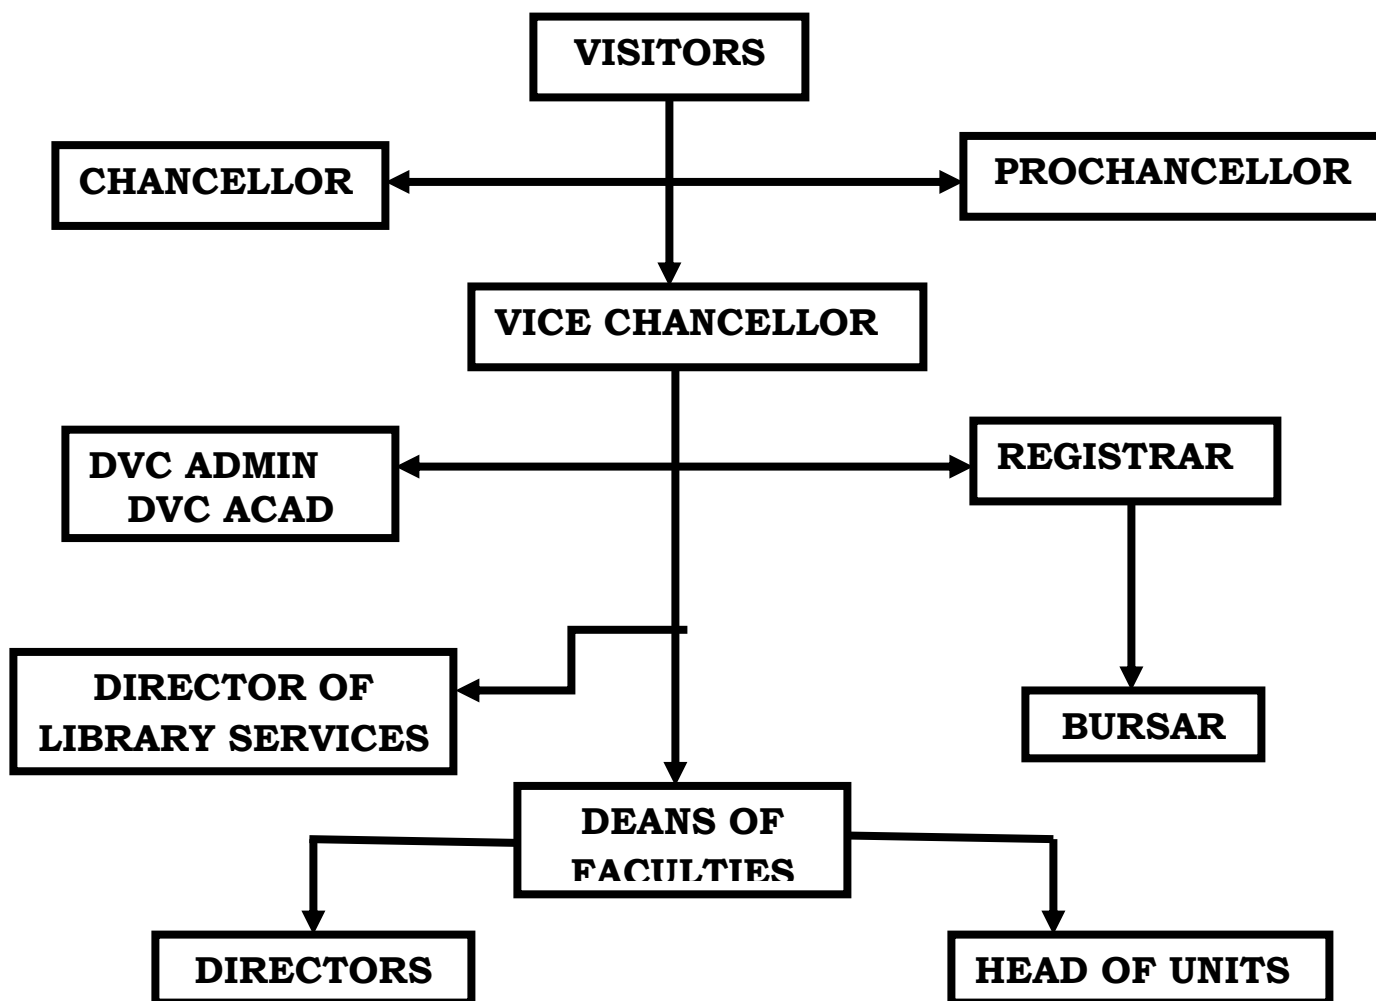 VISITORS
CHANCELLOR
PROCHANCELLOR
VICE CHANCELLOR
DVC ADMIN
DVC ACAD
REGISTRAR
DIRECTOR OF
LIBRARY SERVICES
BURSAR
DEANS OF
FACULTIES
DIRECTORS
HEAD OF UNITS